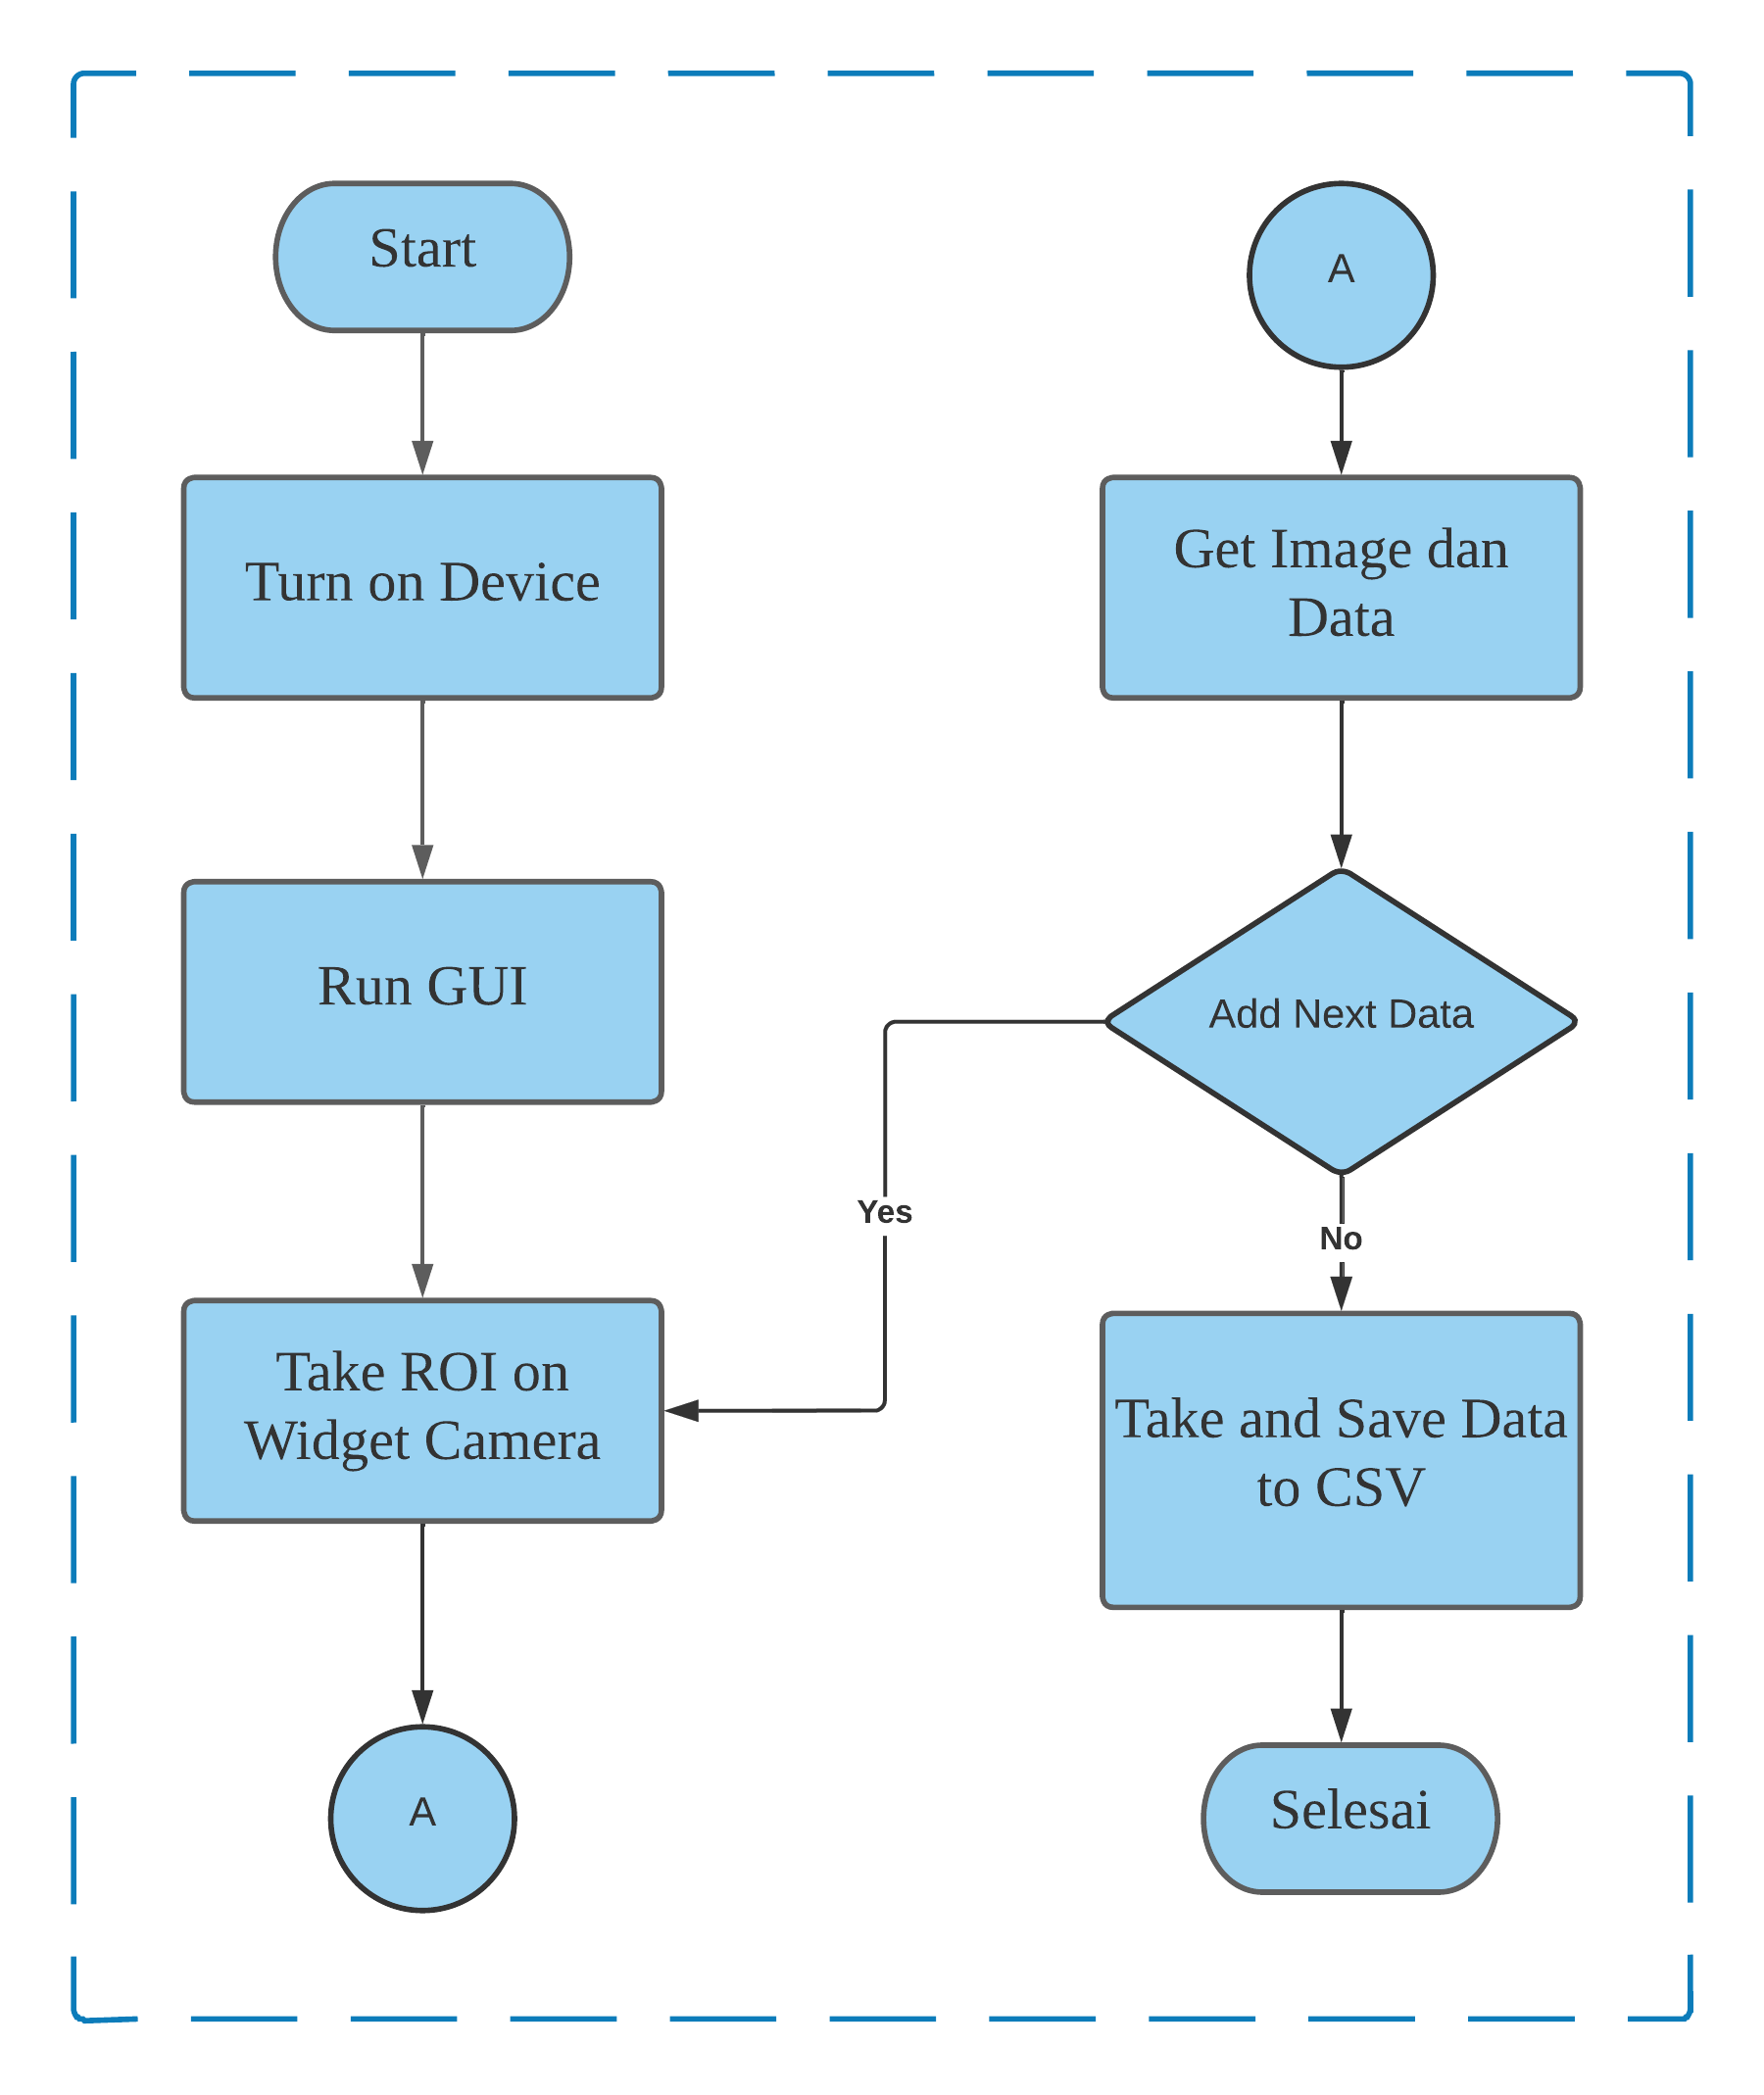 Start
Turn on Device
Run GUI
Take ROI on
Widget Camera
A
A
Get Image dan
Data
Add Next Data
Yes
No
Take and Save Data
to CSV
Selesai